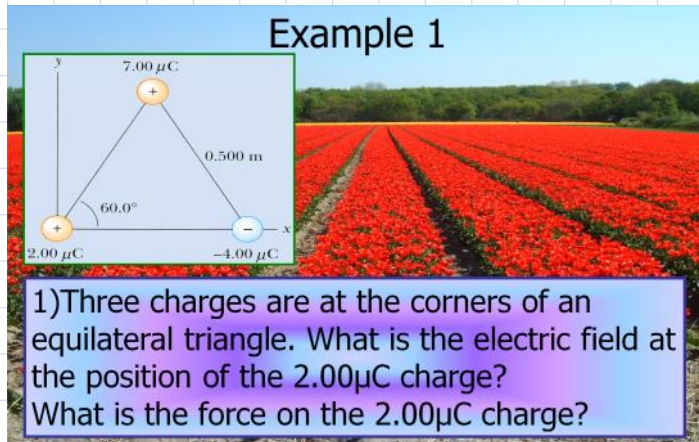 Example 1
y
7.00 μC
+
0.500 m
60.0°
+
−
x
2.00 μC
−4.00 μC
1)Three charges are at the corners of an
equilateral triangle. What is the electric field at
the position of the 2.00μC charge?
What is the force on the 2.00μC charge?